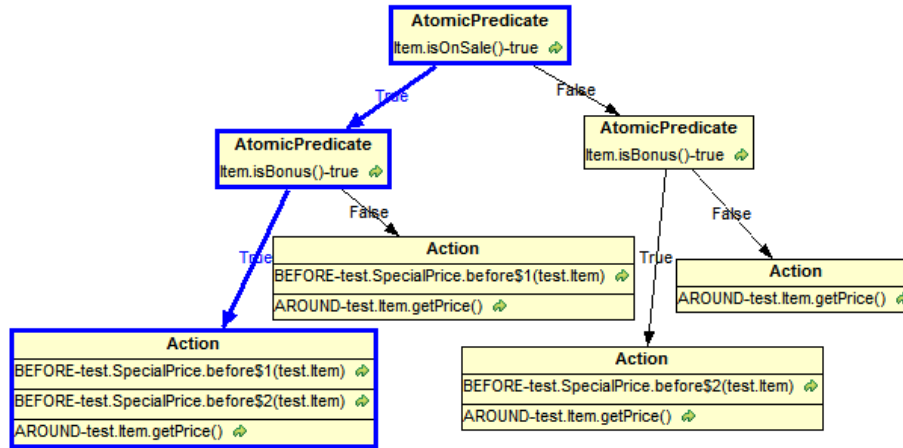 AtomicPredicate
Item.isOnSale()-true
True
False
AtomicPredicate
Item.isBonus()-true
AtomicPredicate
Item.isBonus()-true
False
False
True
True
Action
BEFORE-test.SpecialPrice.before$1(test.Item)
AROUND-test.Item.getPrice()
Action
AROUND-test.Item.getPrice()
Action
BEFORE-test.SpecialPrice.before$1(test.Item)
BEFORE-test.SpecialPrice.before$2(test.Item)
AROUND-test.Item.getPrice()
Action
BEFORE-test.SpecialPrice.before$2(test.Item)
AROUND-test.Item.getPrice()